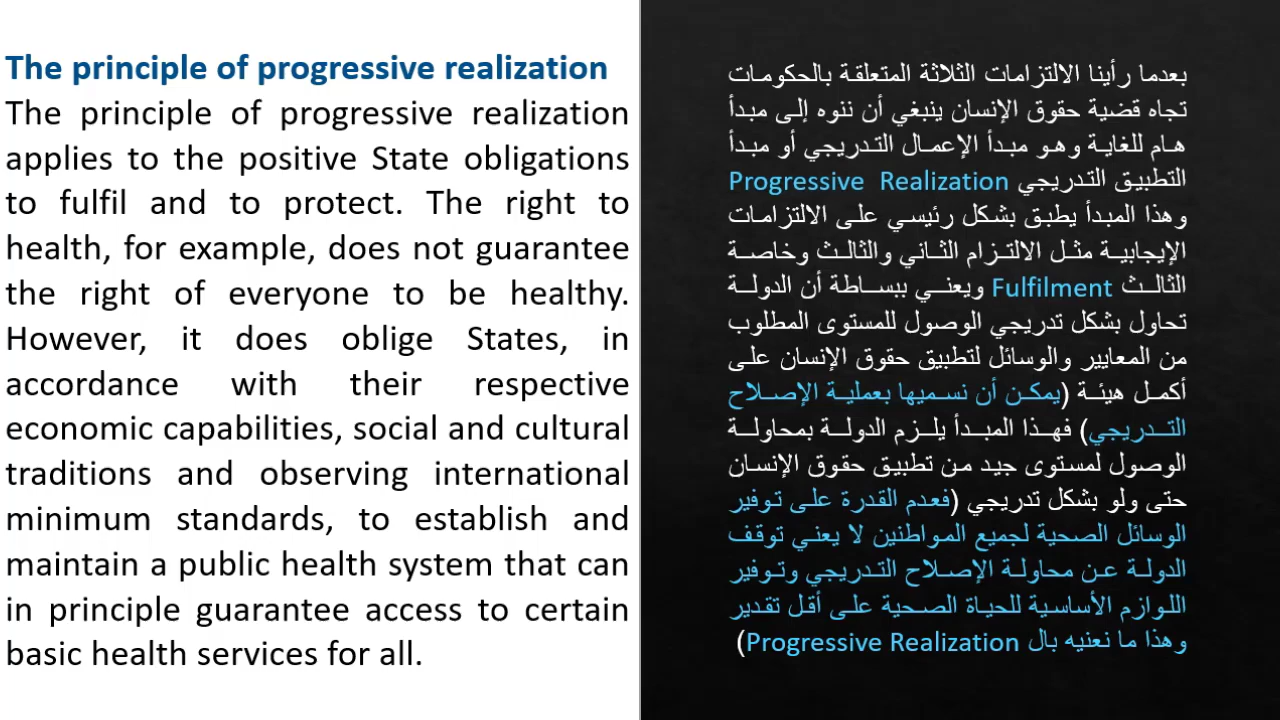 The principle of progressive realization
The principle of progressive realization
applies to the positive State obligations
to fulfil and to protect. The right to
health, for example, does not guarantee
the right of everyone to be healthy.
However, it does oblige States, in
accordance with their respective
economic capabilities, social and cultural
traditions and observing international
minimum standards, to establish and
maintain a public health system that can
in principle guarantee access to certain
basic health services for all.
بعدما رأينا الالتزامات الثلاثة المتعلقة بالحكومات
تجاه قضية حقوق الإنسان ينبغي أن ننوه إلى مبدأ
هام للغاية وهو مبدأ الإعمال التدريجي أو مبدأ
التطبيق التدريجي Progressive Realization
وهذا المبدأ يطبق بشكل رئيسي على الالتزامات
الإيجابية مثل الالتزام الثاني والثالث وخاصة
الثالث Fulfilment ويعني ببساطة أن الدولة
تحاول بشكل تدريجي الوصول للمستوى المطلوب
من المعايير والوسائل لتطبيق حقوق الإنسان على
أكمل هيئة (يمكن أن نسميها بعملية الإصلاح
التدريجي) فهذا المبدأ يلزم الدولة بمحاولة
الوصول لمستوى جيد من تطبيق حقوق الإنسان
حتى ولو بشكل تدريجي (فعدم القدرة على توفير
الوسائل الصحية لجميع المواطنين لا يعني توقف
الدولة عن محاولة الإصلاح التدريجي وتوفير
اللوازم الأساسية للحياة الصحية على أقل تقدير
وهذا ما نعنيه بال Progressive Realization)